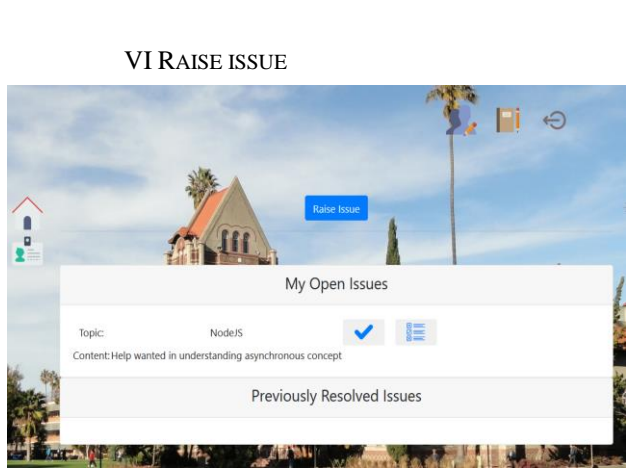 VI RAISE ISSUE
Raise Issue
My Open Issues
Topic: NodeJS
Content: Help wanted in understanding asynchronous concept
Previously Resolved Issues